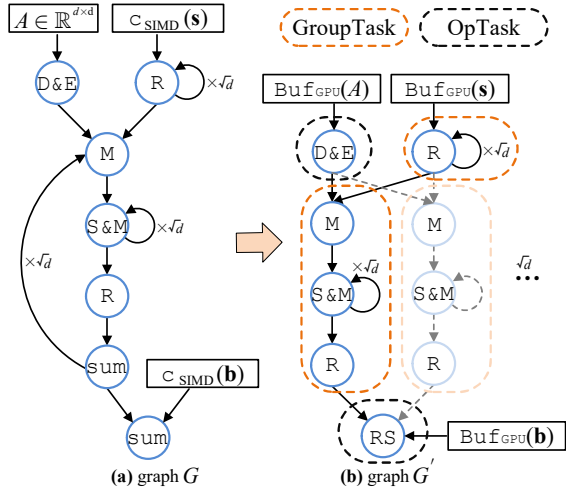 A ∈ ℝ^{d×d}
C_SIMD(s)
D&E
R
×√d
M
S&M
×√d
×√d
R
sum
C_SIMD(b)
sum
(a) graph G
GroupTask
OpTask
Buf_GPU(A)
Buf_GPU(s)
D&E
R
×√d
M
M
S&M
×√d
S&M
√d
...
R
R
RS
Buf_GPU(b)
(b) graph G′